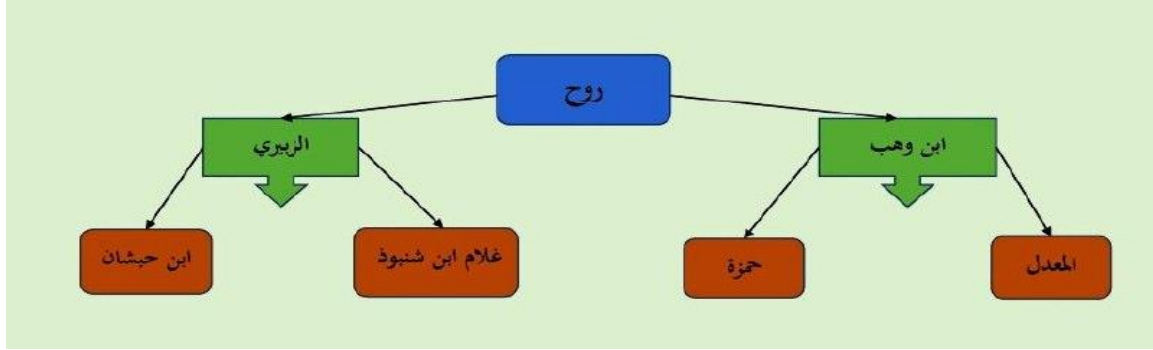 روح
ابن وهب
الزبيري
المعدل
حمزة
غلام ابن شنبوذ
ابن حبشان